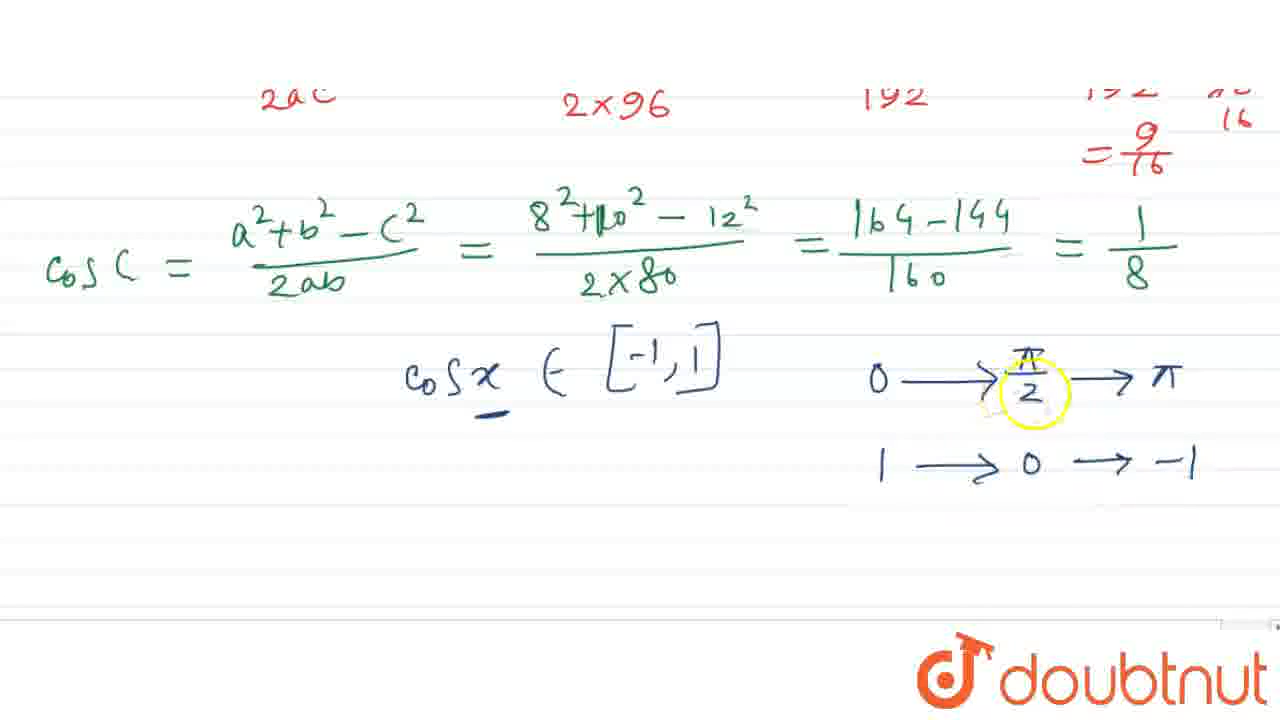 2ac 2×96 192 192 16
= 9/16
cos C = a²+b²-c²/2ab = 8²+10²-12²/2×80 = 164-144/160 = 1/8
cos x ∈ [-1,1] 0 → π/2 → π
1 → 0 → -1
doubtnut